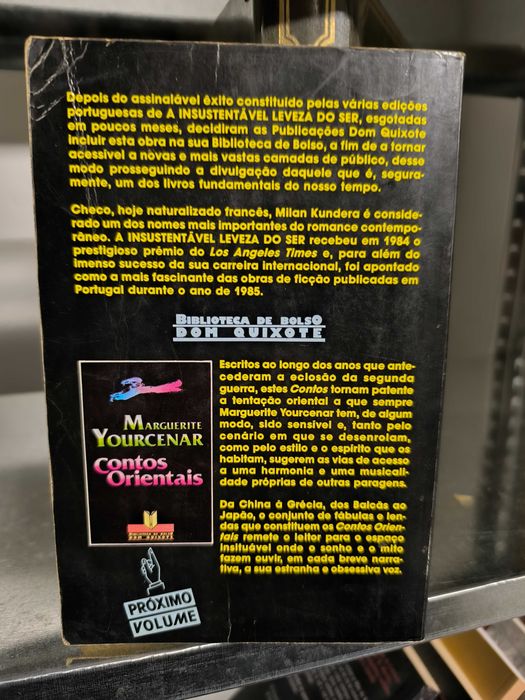 Depois do assinalável êxito constituído pelas várias edições
portuguesas de A INSUSTENTÁVEL LEVEZA DO SER, esgotadas
em poucos meses, decidiram as Publicações Dom Quixote
incluir esta obra na sua Biblioteca de Bolso, a fim de a tornar
acessível a novas e mais vastas camadas de público, desse
modo prosseguindo a divulgação daquele que é, segura-
mente, um dos livros fundamentais do nosso tempo.
Checo, hoje naturalizado francês, Milan Kundera é conside-
rado um dos nomes mais importantes do romance contempo-
râneo. A INSUSTENTÁVEL LEVEZA DO SER recebeu em 1984 o
prestigioso prémio do Los Angeles Times e, para além do
imenso sucesso da sua carreira internacional, foi apontado
como a mais fascinante das obras de ficção publicadas em
Portugal durante o ano de 1985.
BIBLIOTECA DE BOLSO
DOM QUIXOTE
MARGUERITE
YOURCENAR
Contos
Orientais
BIBLIOTECA DE BOLSO
DOM QUIXOTE
PRÓXIMO
VOLUME
Escritos ao longo dos anos que ante-
cederam a eclosão da segunda
guerra, estes Contos tornam patente
a tentação oriental a que sempre
Marguerite Yourcenar tem, de algum
modo, sido sensível e, tanto pelo
cenário em que se desenrolam,
como pelo estilo e o espírito que os
habitam, sugerem as vias de acesso
a uma harmonia e uma musicali-
dade próprias de outras paragens.
Da China à Grécia, dos Balcãs ao
Japão, o conjunto de fábulas e len-
das que constituem os Contos Orien-
tais remete o leitor para o espaço
insituável onde o sonho e o mito
fazem ouvir, em cada breve narra-
tiva, a sua estranha e obsessiva voz.